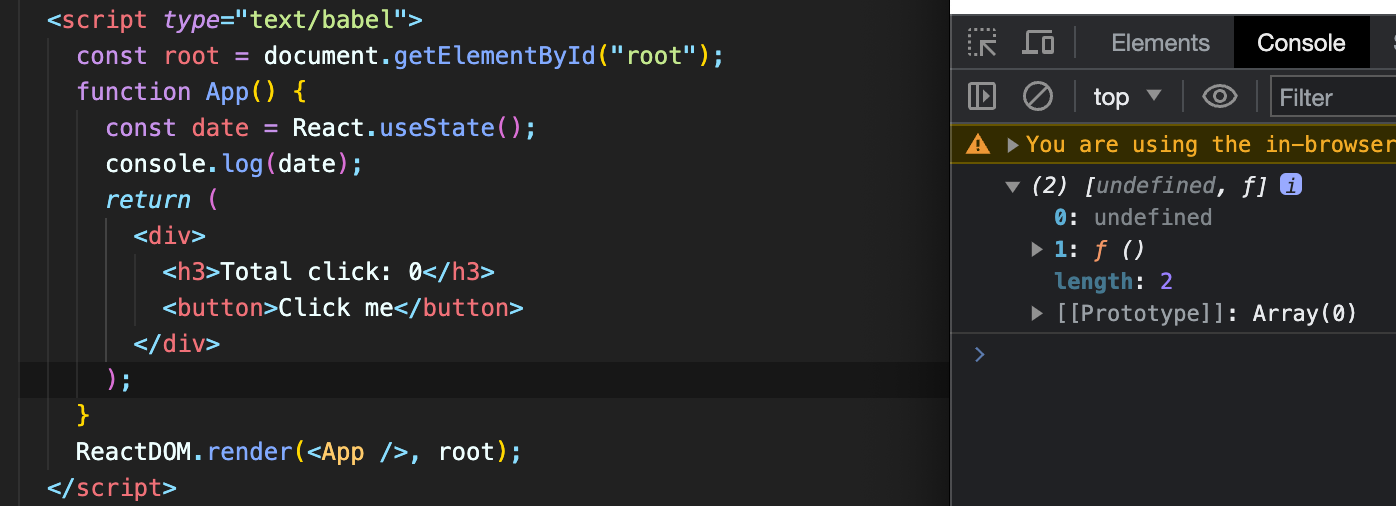 <script type="text/babel">
const root = document.getElementById("root");
function App() {
const date = React.useState();
console.log(date);
return (
<div>
<h3>Total click: 0</h3>
<button>Click me</button>
</div>
);
}
ReactDOM.render(<App />, root);
</script>
Elements Console
top Filter
You are using the in-browser
(2) [undefined, ƒ] i
0: undefined
1: ƒ ()
length: 2
[[Prototype]]: Array(0)